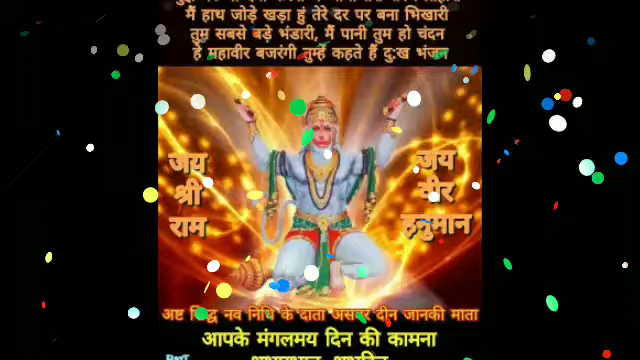 मैं हाथ जोड़े खड़ा हुं तेरे दर पर बना भिखारी
तुम सबसे बड़े भंडारी, मैं पानी तुम हो चंदन
हे महावीर बजरंगी तुम्हें कहते हैं दु:ख भंजन
जय
श्री
राम
जय
वीर
हनुमान
अष्ट सिद्ध नव निधि के दाता असबर दीन जानकी माता
आपके मंगलमय दिन की कामना